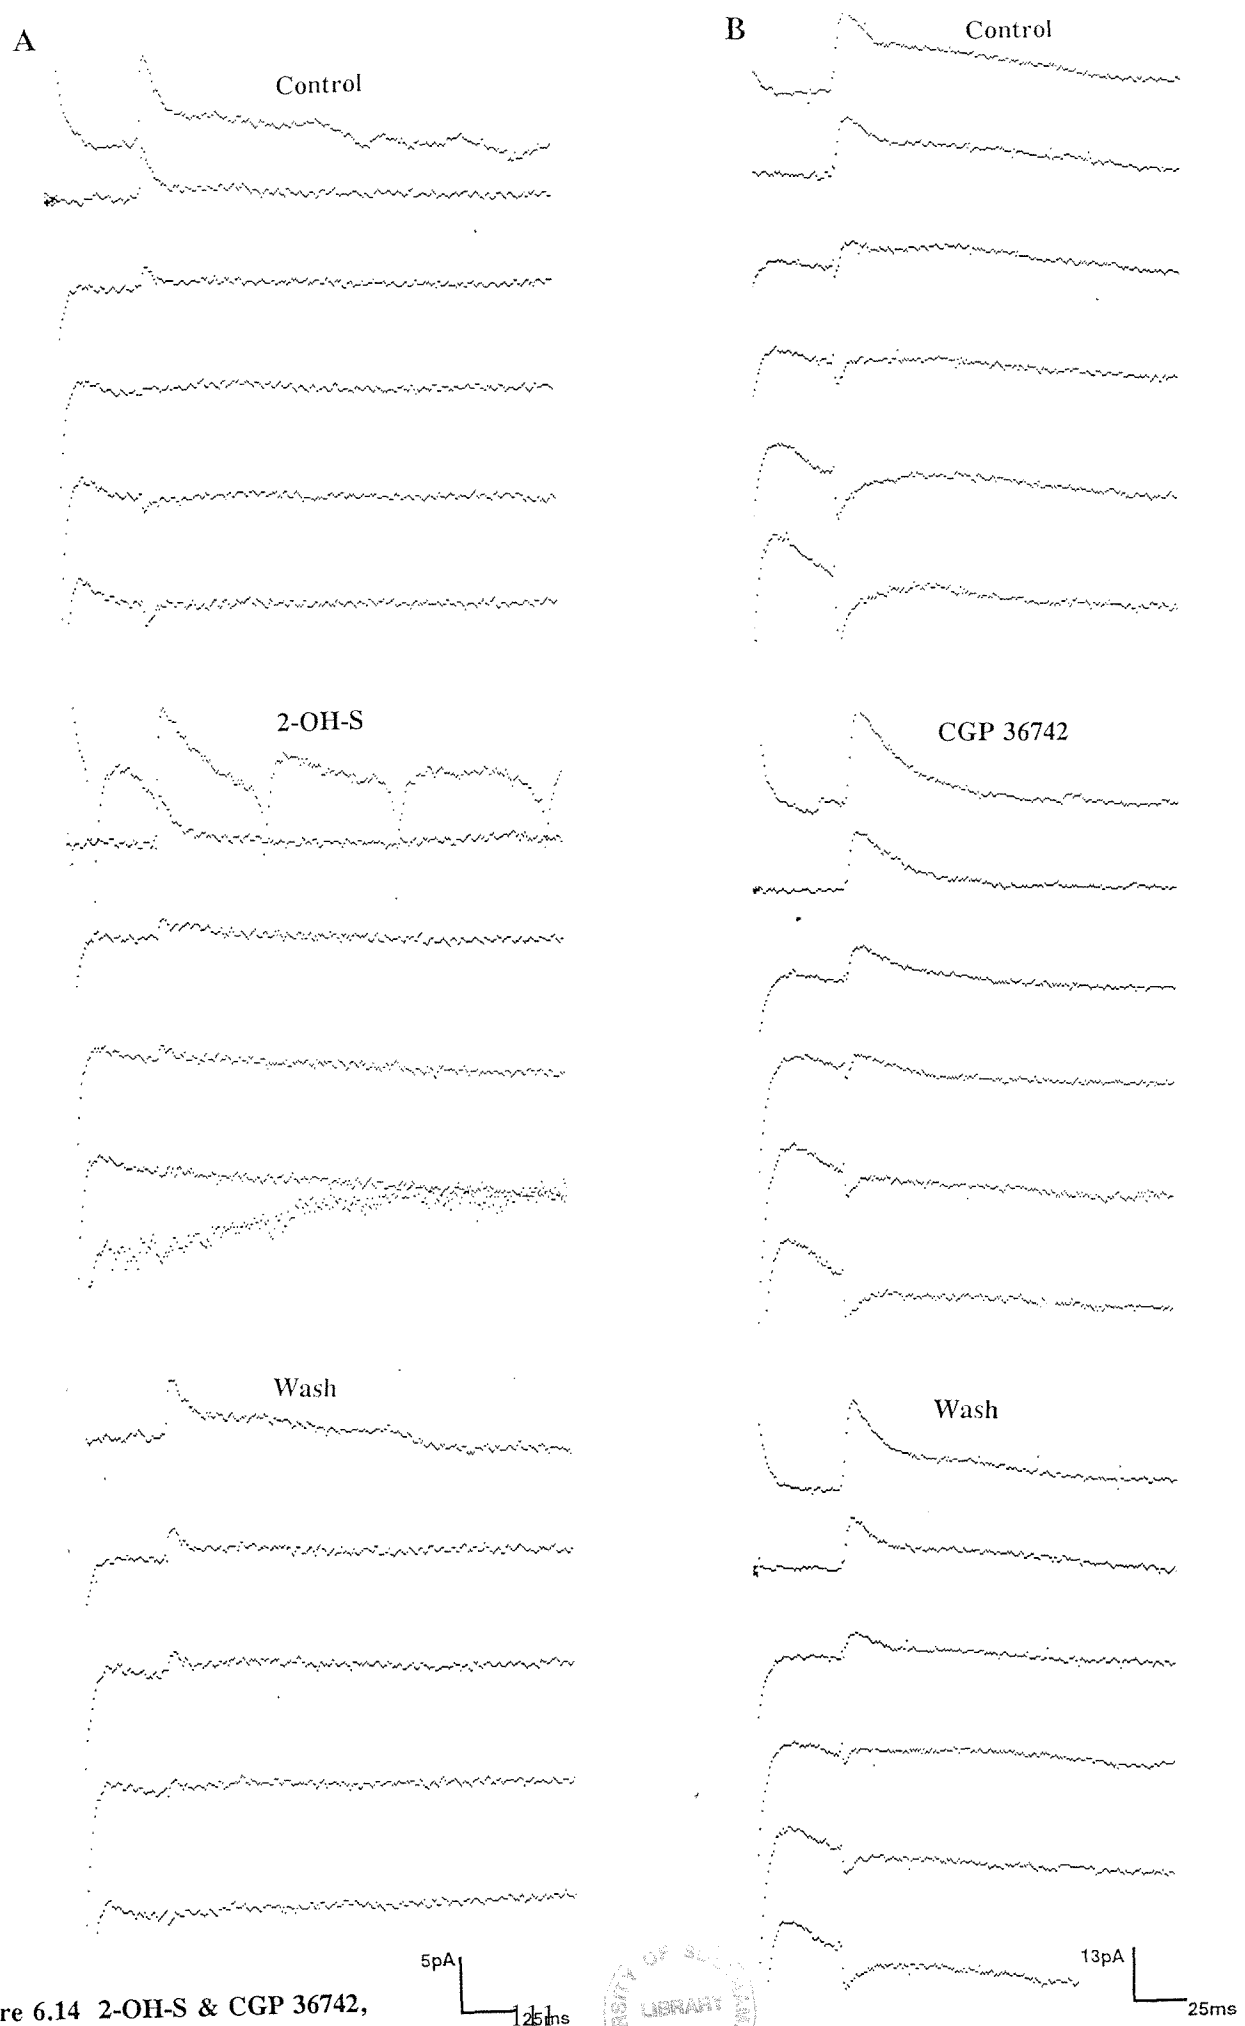 A
Control
2-OH-S
Wash
5pA
25ms
B
Control
CGP 36742
Wash
13pA
25ms
LIBRARY
re 6.14 2-OH-S & CGP 36742,